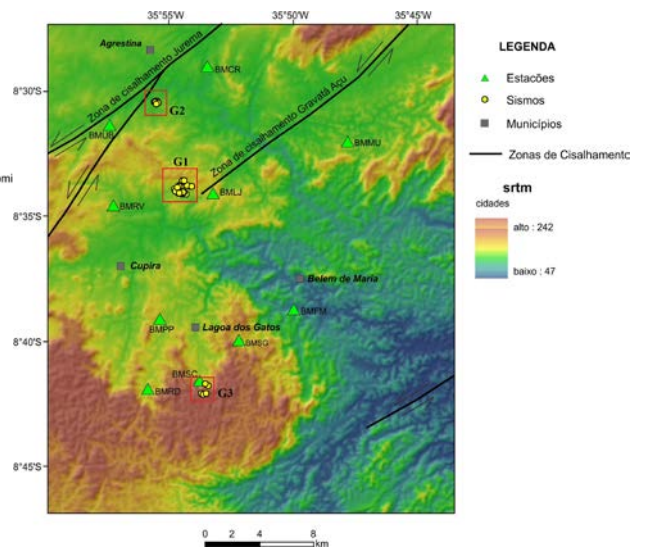 35°55'W
35°50'W
35°45'W
Agrestina
8°30'S
BMCR
Zona de cisalhamento Jurema
G2
Zona de cisalhamento Gravatá Açu
BMMU
omi
G1
BMLJ
8°35'S
BMRV
Cupira
Belem de Maria
BMFM
BMPP
Lagoa dos Gatos
8°40'S
BMSG
BMSC
BMRD
G3
8°45'S
0 2 4 8
km
LEGENDA
Estacões
Sismos
Municípios
Zonas de Cisalhamento
srtm
cidades
alto : 242
baixo : 47